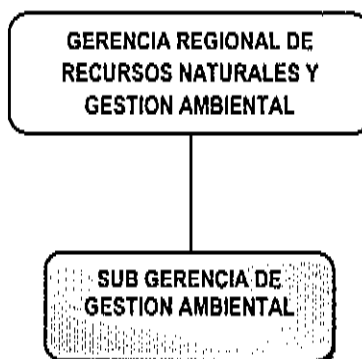 GERENCIA REGIONAL DE
RECURSOS NATURALES Y
GESTION AMBIENTAL
SUB GERENCIA DE
GESTION AMBIENTAL